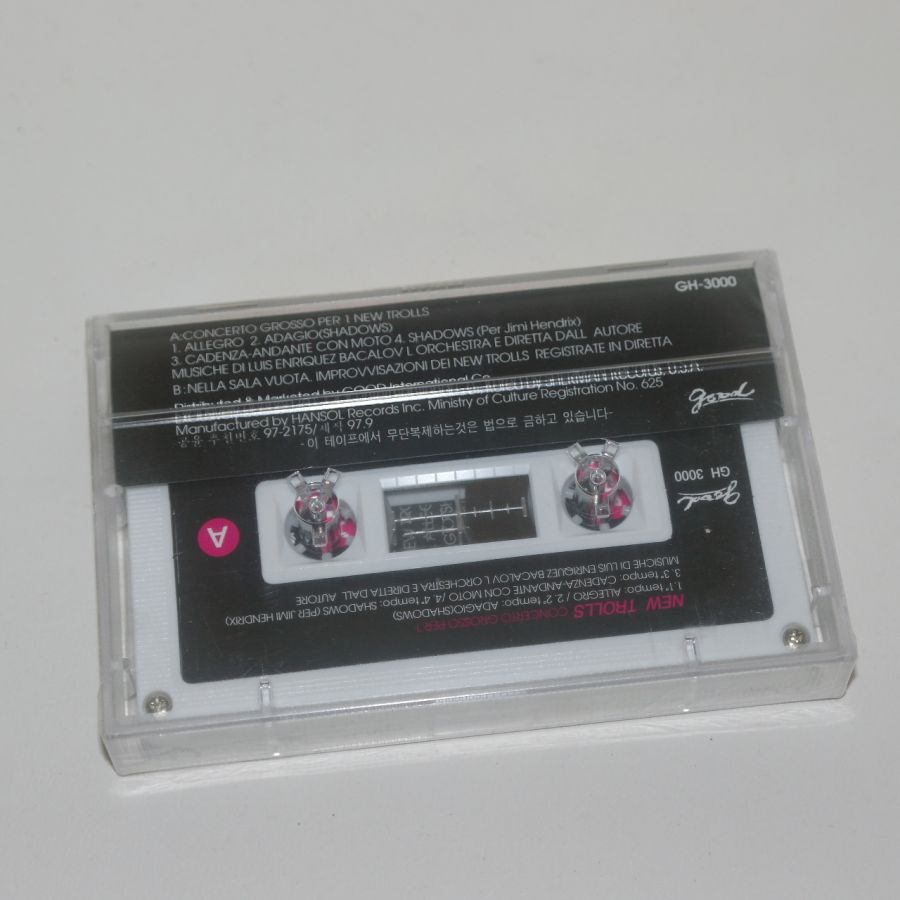 GH-3000
A:CONCERTO GROSSO PER 1 NEW TROLLS
1. ALLEGRO 2. ADAGIO(SHADOWS)
3. CADENZA-ANDANTE CON MOTO 4. SHADOWS (Per Jimi Hendrix)
MUSICHE DI LUIS ENRIQUEZ BACALOV L ORCHESTRA E DIRETTA DALL AUTORE
B:NELLA SALA VUOTA, IMPROVVISAZIONI DEI NEW TROLLS REGISTRATE IN DIRETTA
Distributed & Marketed by GOOD International Co.
Manufactured by HANSOL Records Inc. Ministry of Culture Registration No. 625
97-2175/ 97.9
-이 테이프에서 무단복제하는것은 법으로 금하고 있습니다-
good
good
GH 3000
A
NEW TROLLS CONCERTO GROSSO PER 1
1.1° tempo: ALLEGRO / 2.2° tempo: ADAGIO(SHADOWS)
3.3° tempo: CADENZA-ANDANTE CON MOTO /4.4° tempo: SHADOWS (PER JIMI HENDRIX)
MUSICHE DI LUIS ENRIQUEZ BACALOV L ORCHESTRA E DIRETTA DALL AUTORE